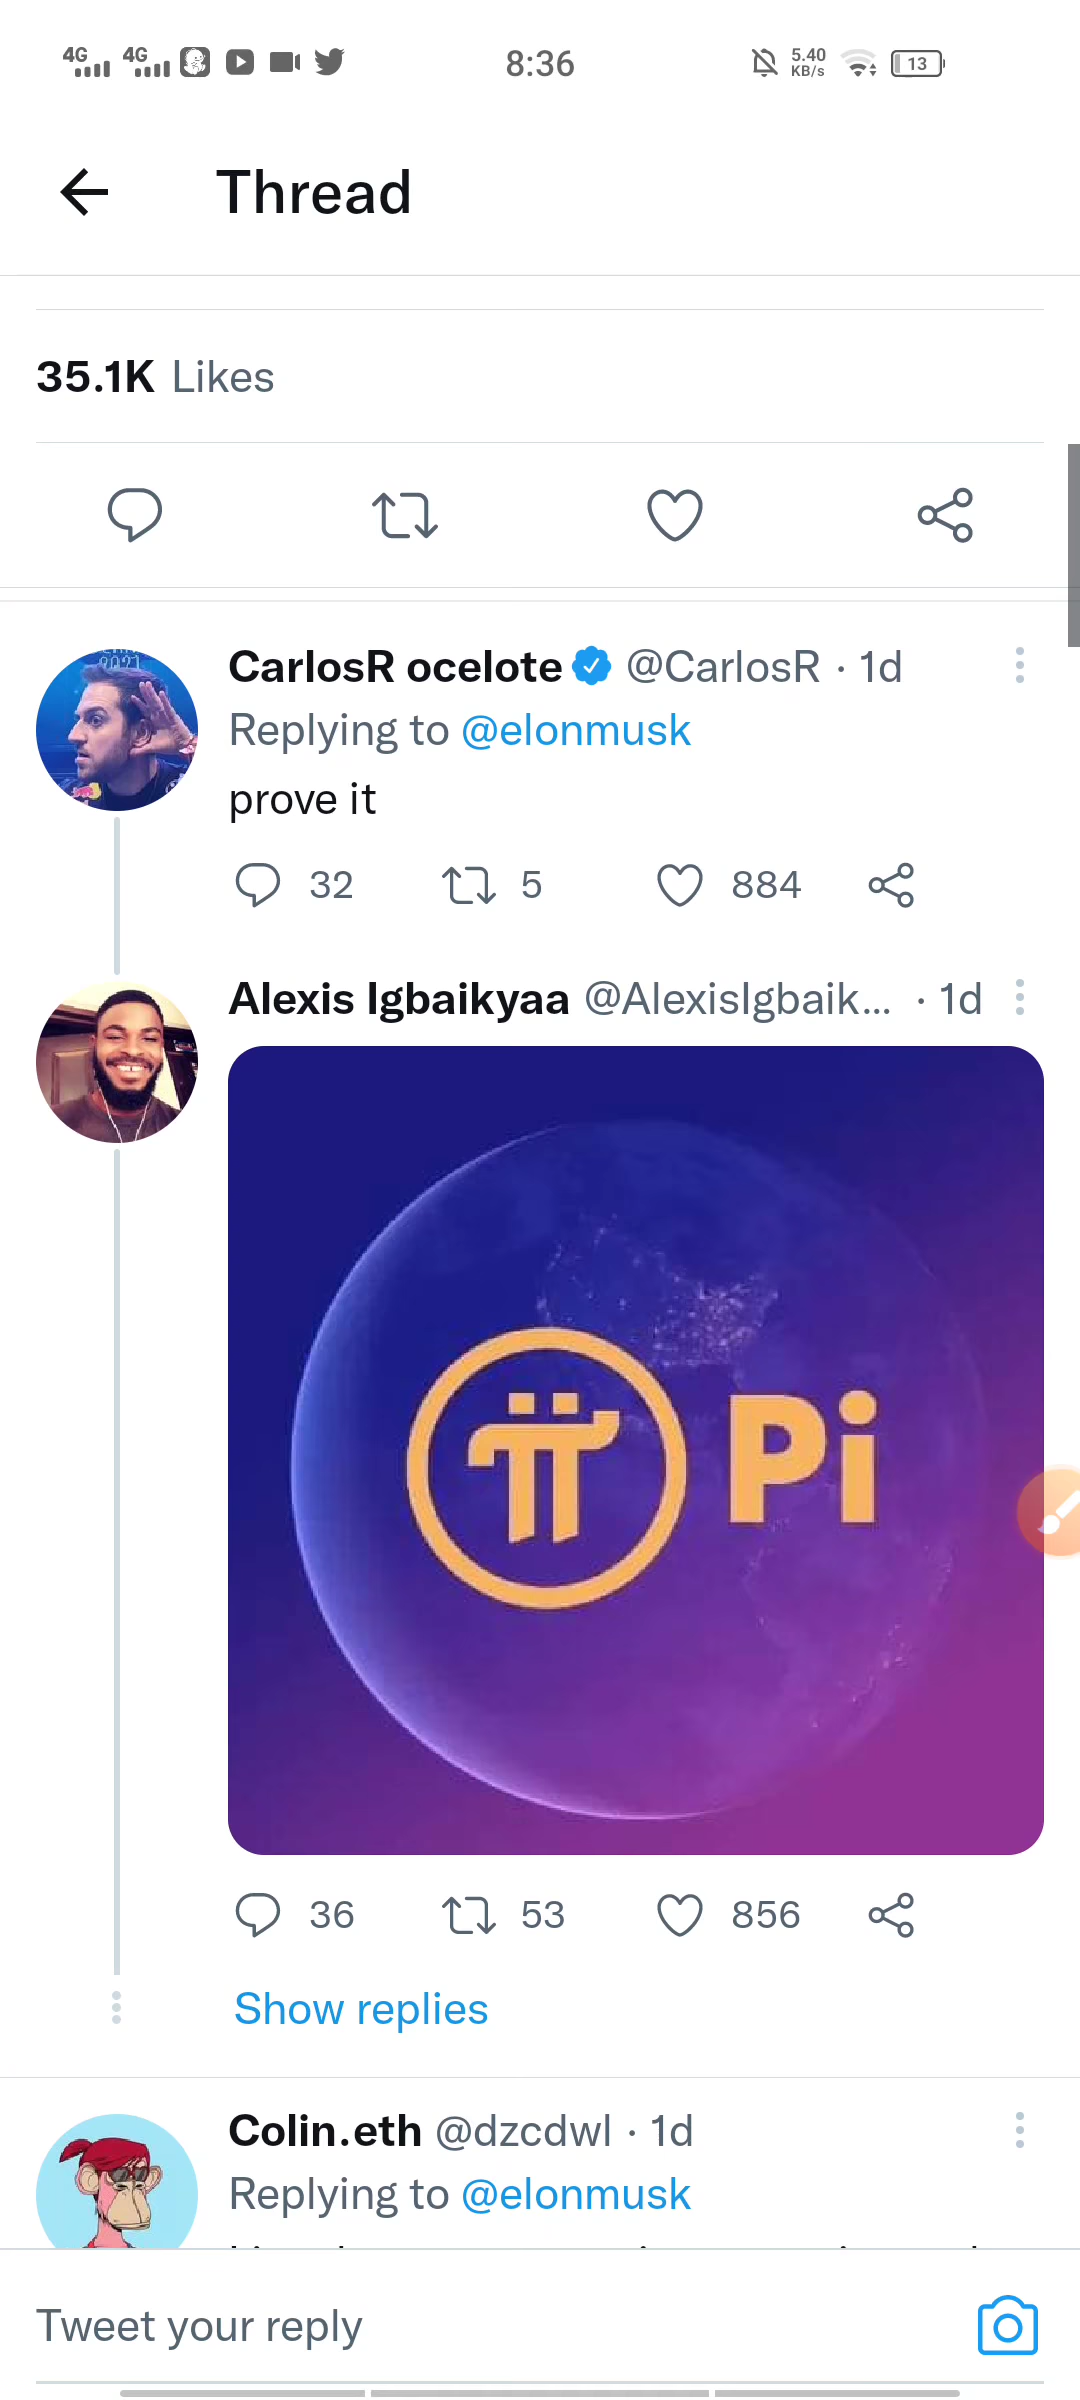 4G 4G 8:36 5.40 KB/s 13
Thread
35.1K Likes
CarlosR ocelote @CarlosR · 1d
Replying to @elonmusk
prove it
32 5 884
Alexis Igbaikyaa @AlexisIgbaik... · 1d
Pi
36 53 856
Show replies
Colin.eth @dzcdwl · 1d
Replying to @elonmusk
Tweet your reply